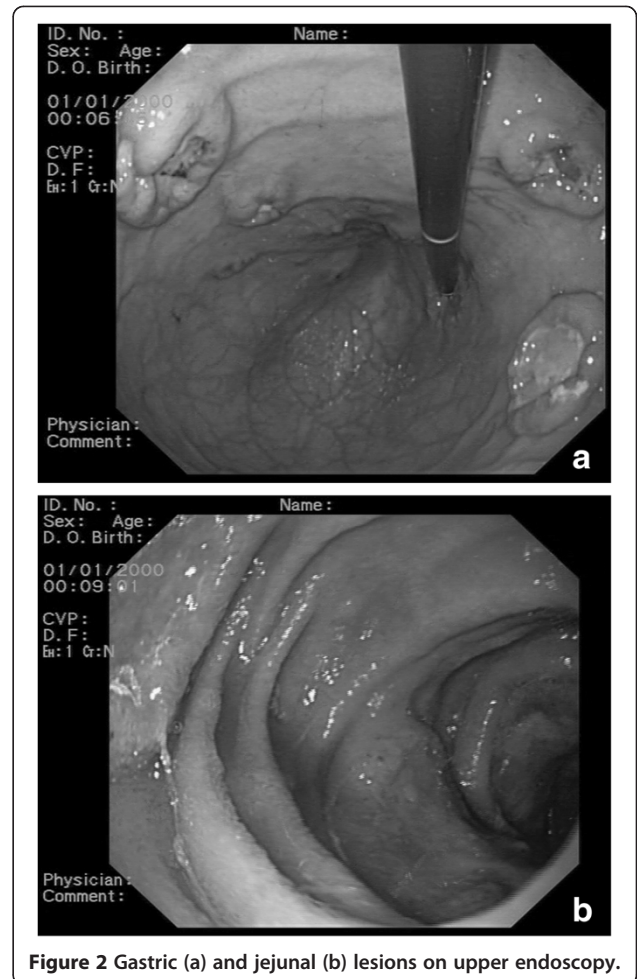 ID. No. : Name:
Sex: Age:
D. O. Birth:
01/01/2000
CVP:
D. F:
EH:1 Cr:N
Physician:
Comment:
a
ID. No. : Name:
Sex: Age:
D. O. Birth:
01/01/2000
00:09:01
CVP:
D. F:
EH:1 Cr:N
Physician:
Comment:
b
Figure 2 Gastric (a) and jejunal (b) lesions on upper endoscopy.